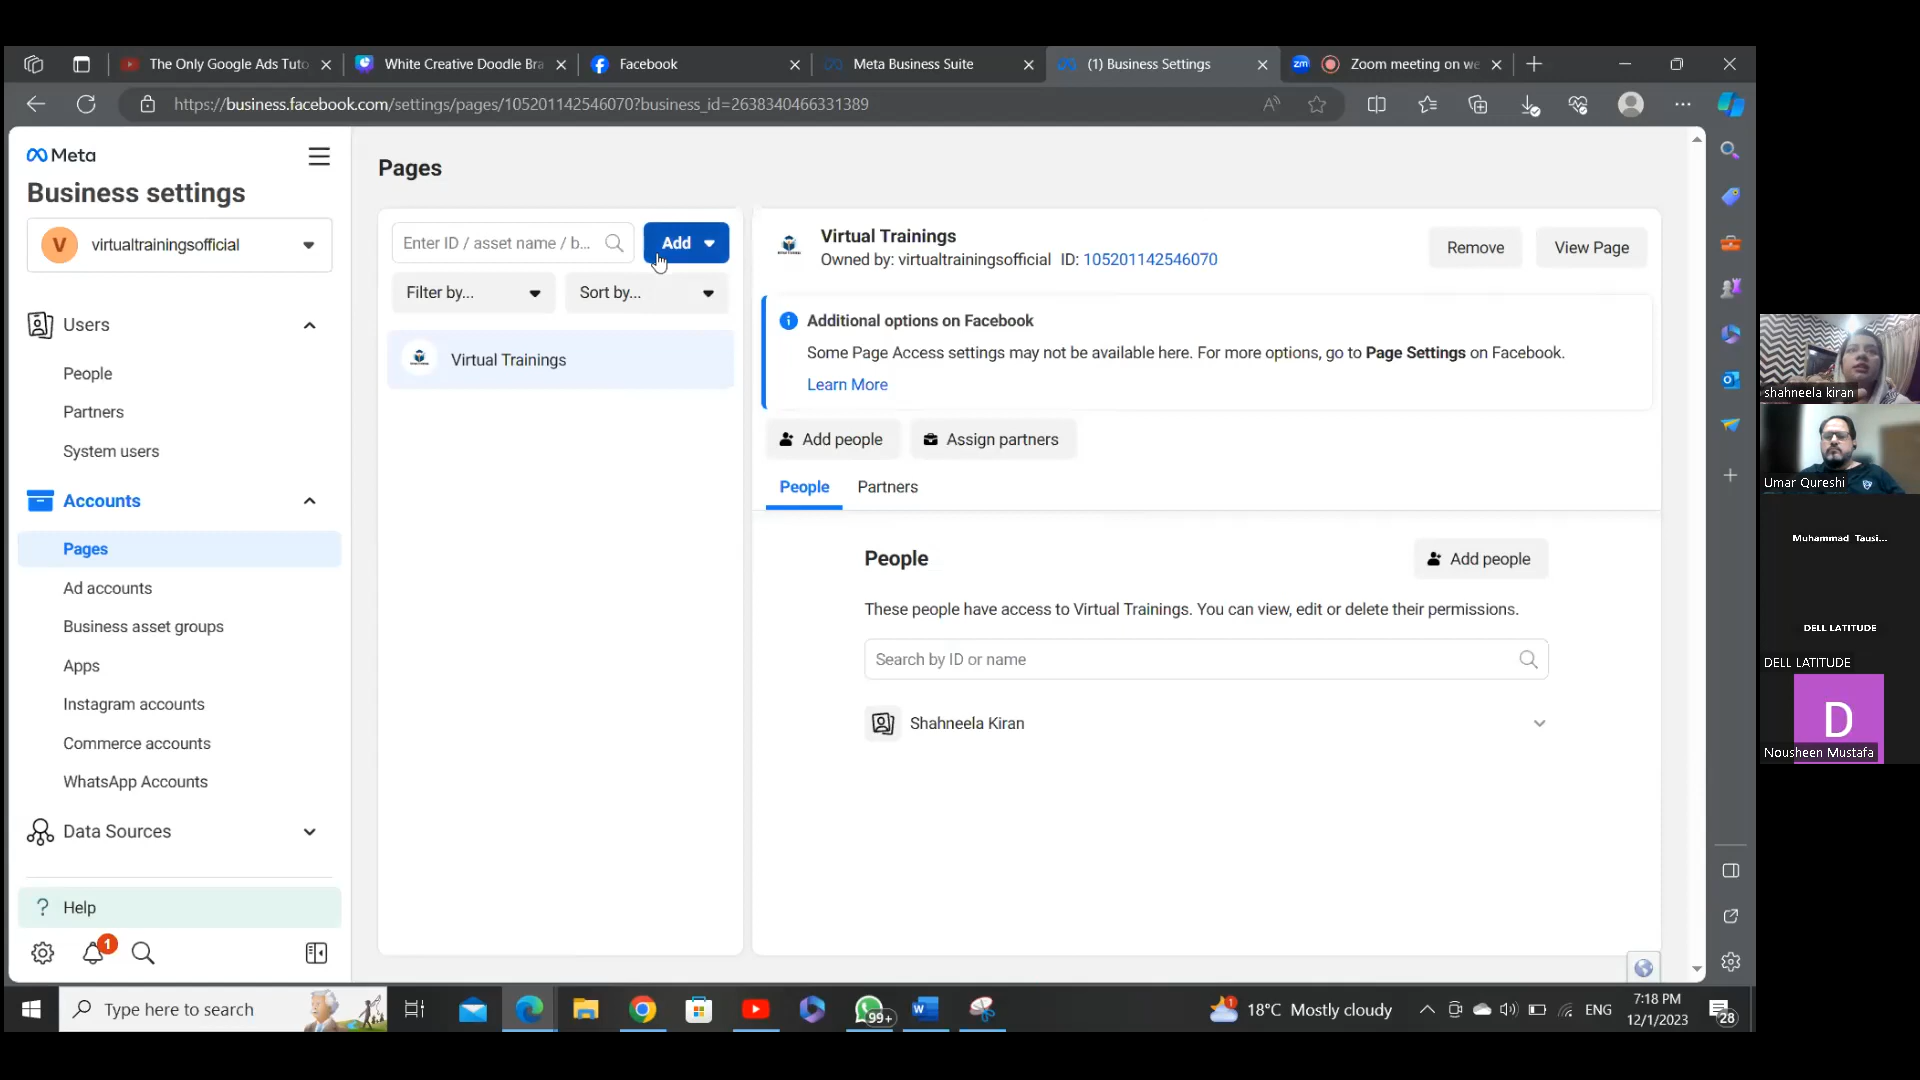 The Only Google Ads Tuto
White Creative Doodle Bra
Facebook
Meta Business Suite
(1) Business Settings
zm
Zoom meeting on we
https://business.facebook.com/settings/pages/105201142546070?business_id=2638340466331389
Meta
Business settings
V
virtualtrainingsofficial
Users
People
Partners
System users
Accounts
Pages
Ad accounts
Business asset groups
Apps
Instagram accounts
Commerce accounts
WhatsApp Accounts
Data Sources
? Help
1
Pages
Enter ID / asset name / b...
Add
Filter by...
Sort by...
Virtual Trainings
Virtual Trainings
Owned by: virtualtrainingsofficial ID: 105201142546070
Remove
View Page
Additional options on Facebook
Some Page Access settings may not be available here. For more options, go to Page Settings on Facebook.
Learn More
Add people
Assign partners
People
Partners
People
Add people
These people have access to Virtual Trainings. You can view, edit or delete their permissions.
Search by ID or name
Shahneela Kiran
shahneela kiran
Umar Qureshi
Muhammad Tausi...
DELL LATITUDE
DELL LATITUDE
D
Nousheen Mustafa
Type here to search
99+
18°C Mostly cloudy
ENG
7:18 PM
12/1/2023
28